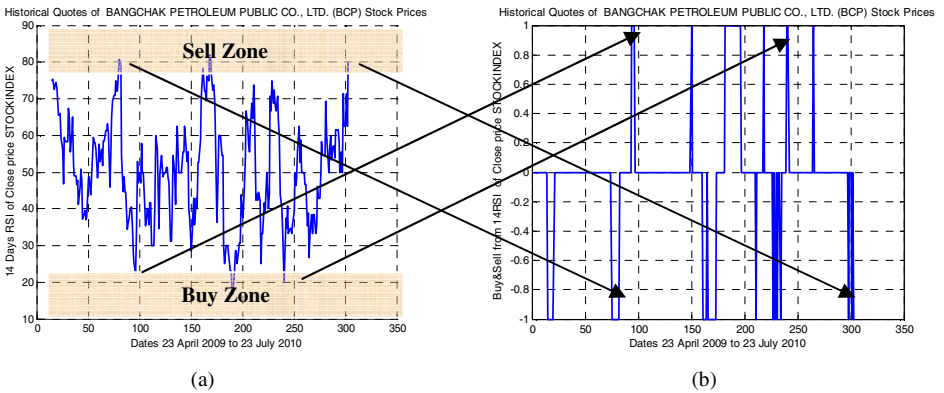 Historical Quotes of BANGCHAK PETROLEUM PUBLIC CO., LTD. (BCP) Stock Prices
14 Days RSI of Close price STOCKINDEX
90
80
70
60
50
40
30
20
10
Sell Zone
Buy Zone
0 50 100 150 200 250 300 350
Dates 23 April 2009 to 23 July 2010
(a)
Historical Quotes of BANGCHAK PETROLEUM PUBLIC CO., LTD. (BCP) Stock Prices
Buy&Sell from 14RSI of Close price STOCKINDEX
1
0.8
0.6
0.4
0.2
0
-0.2
-0.4
-0.6
-0.8
-1
0 50 100 150 200 250 300 350
Dates 23 April 2009 to 23 July 2010
(b)